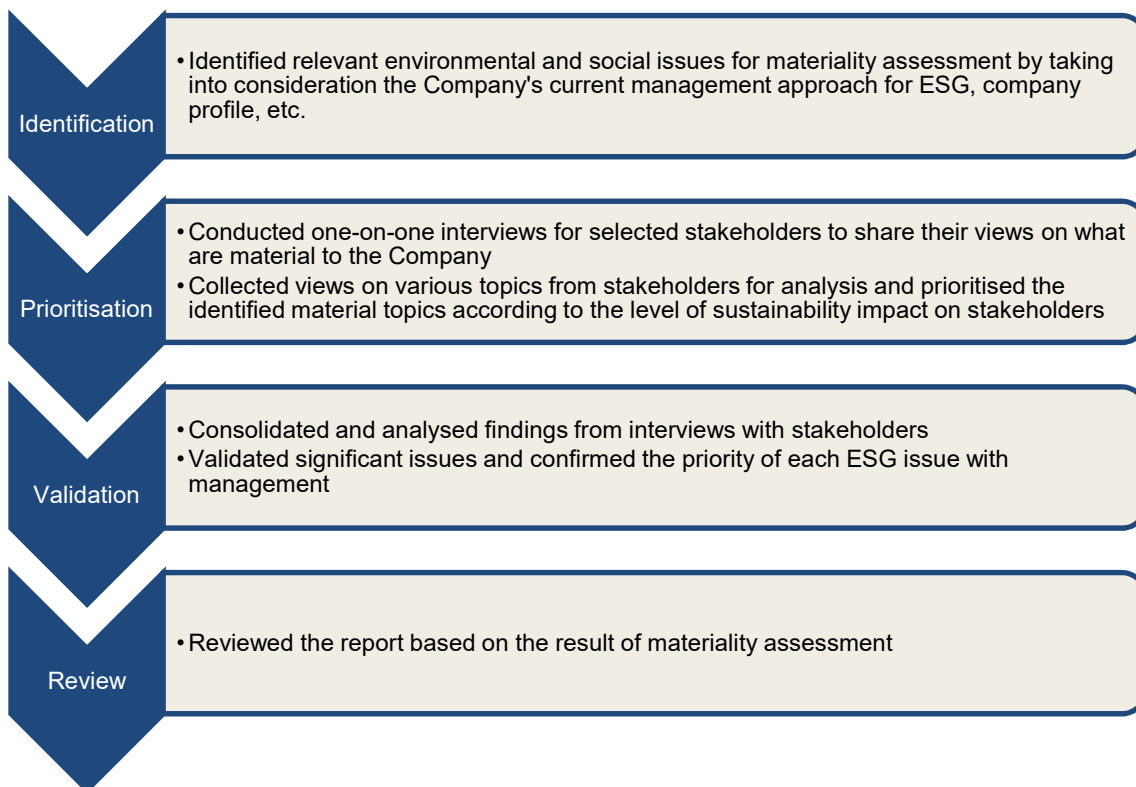 Identification
• Identified relevant environmental and social issues for materiality assessment by taking
into consideration the Company's current management approach for ESG, company
profile, etc.
Prioritisation
• Conducted one-on-one interviews for selected stakeholders to share their views on what
are material to the Company
• Collected views on various topics from stakeholders for analysis and prioritised the
identified material topics according to the level of sustainability impact on stakeholders
Validation
• Consolidated and analysed findings from interviews with stakeholders
• Validated significant issues and confirmed the priority of each ESG issue with
management
Review
• Reviewed the report based on the result of materiality assessment